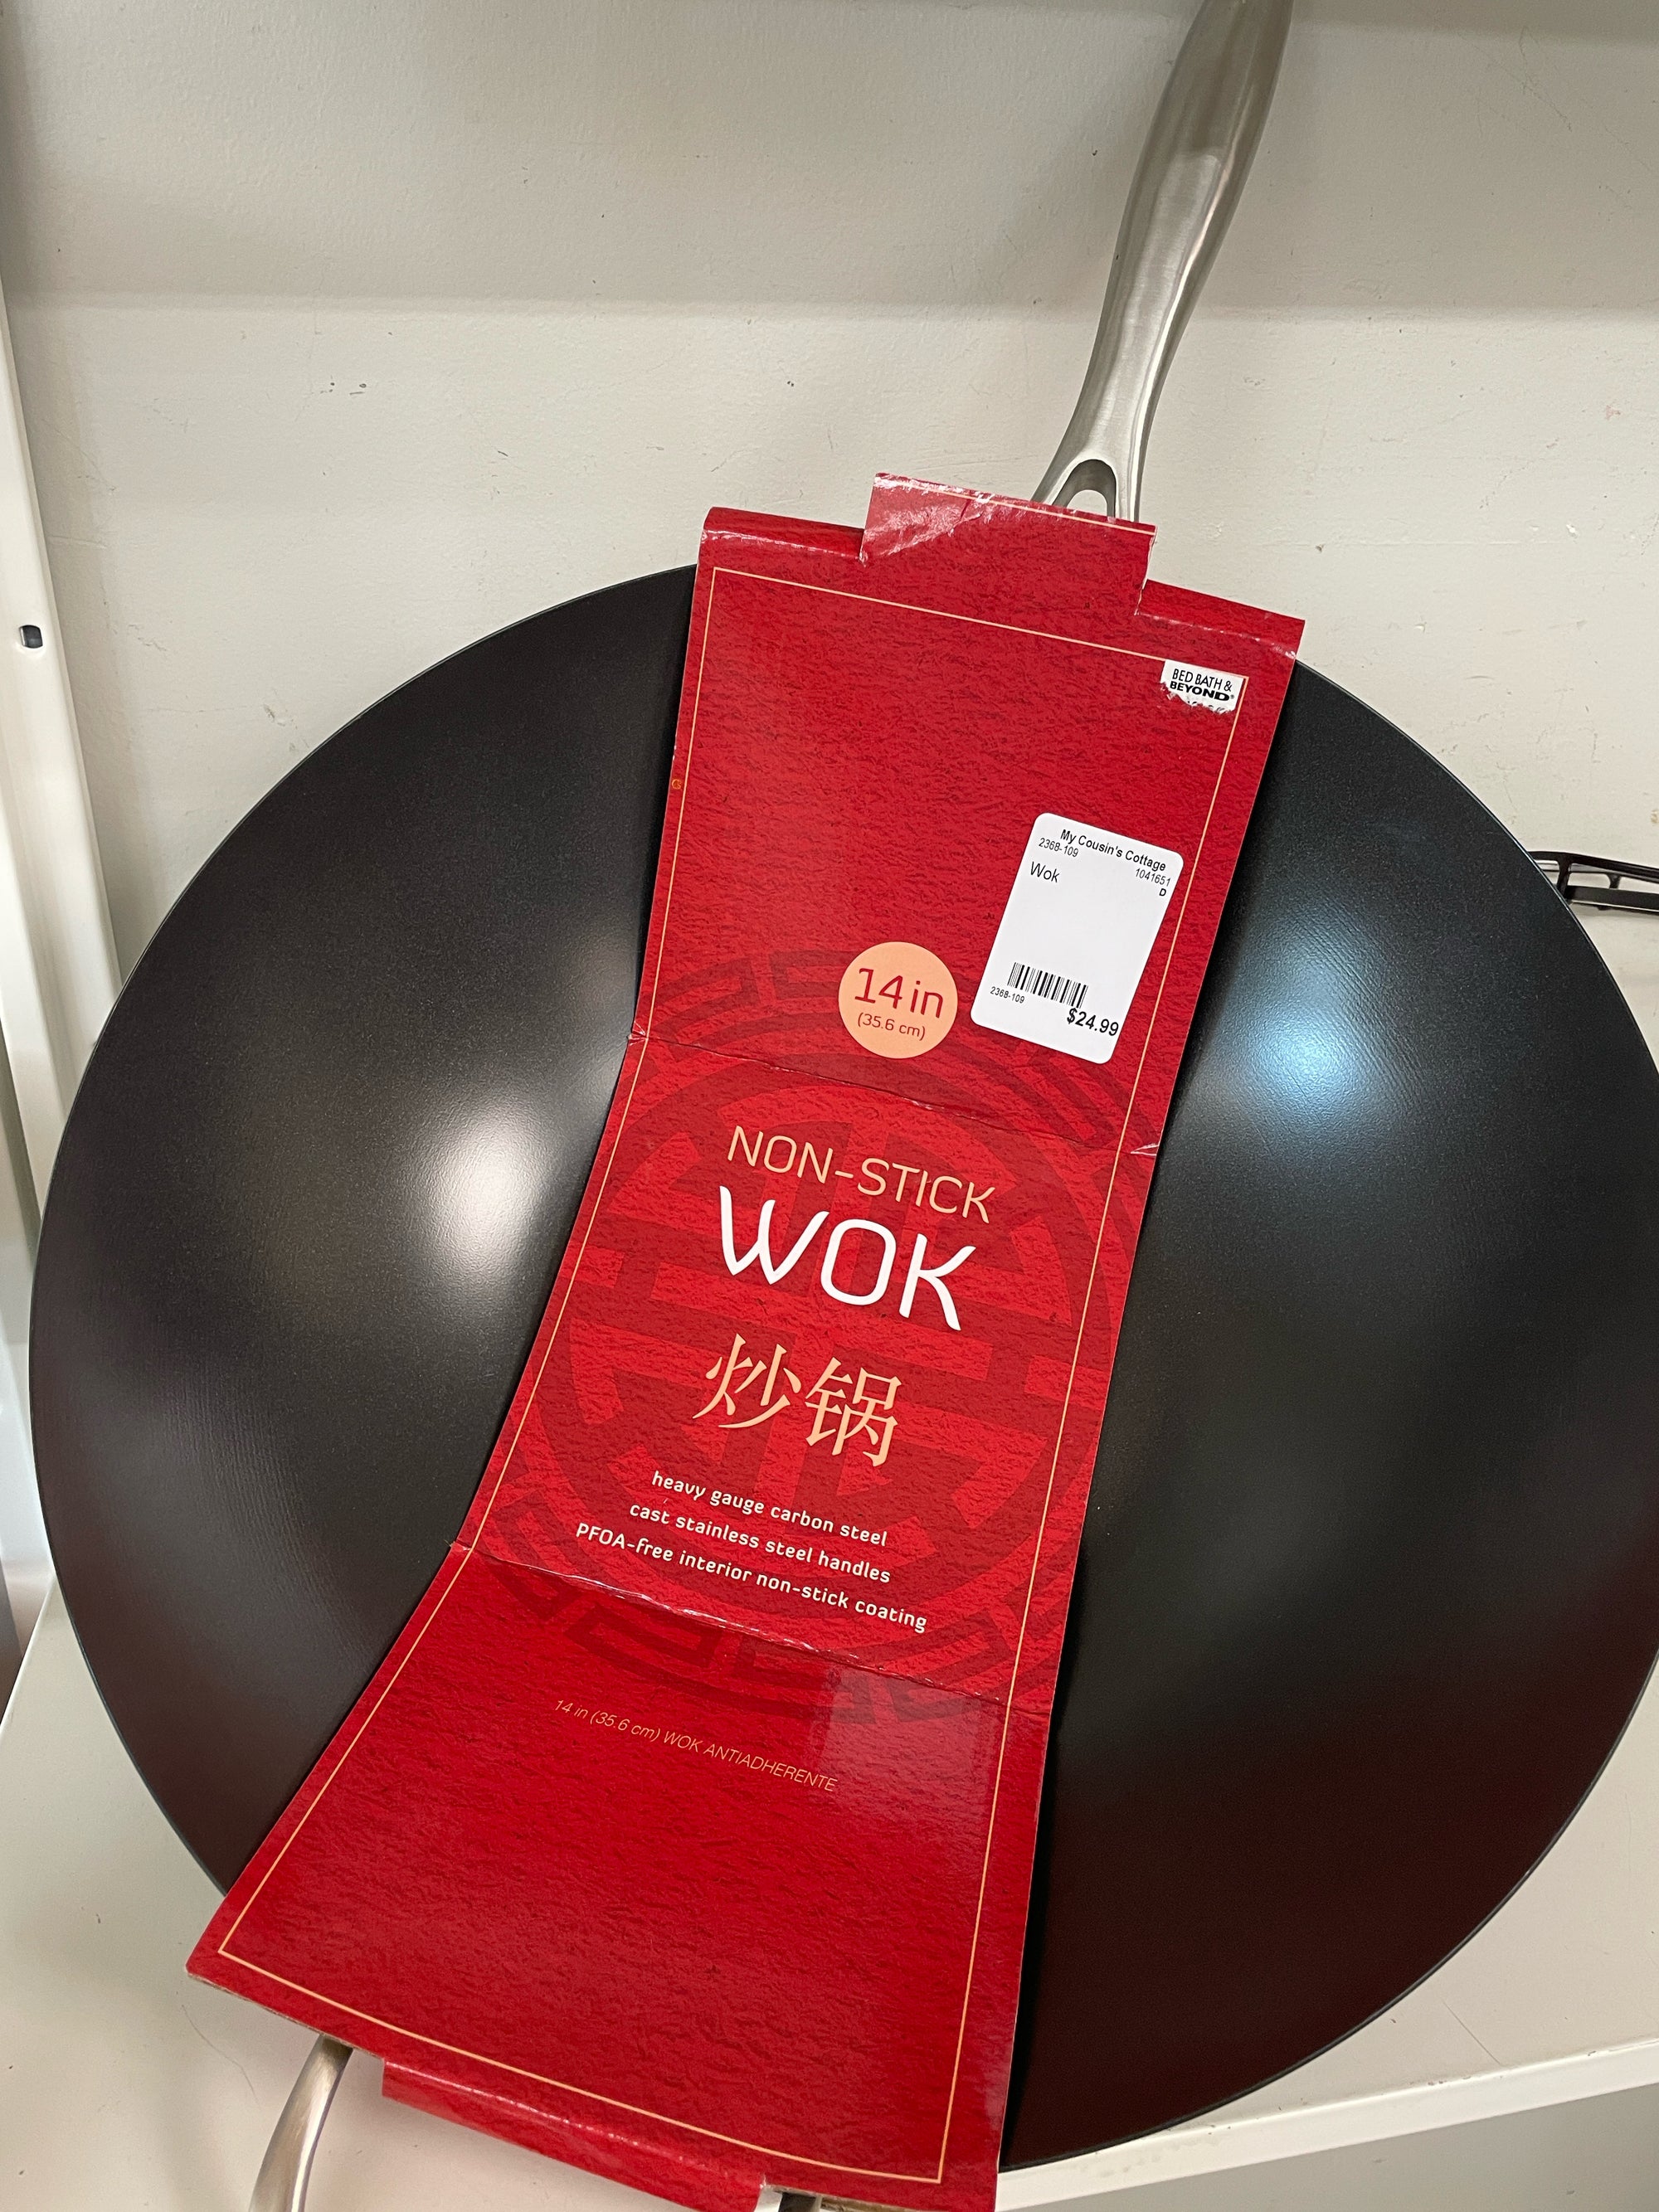 BED BATH &
BEYOND®
My Cousin's Cottage
2368-109
1041651
Wok
D
2368-109
$24.99
14 in
(35.6 cm)
NON-STICK
WOK
炒锅
heavy gauge carbon steel
cast stainless steel handles
PFOA-free interior non-stick coating
14 in (35.6 cm) WOK ANTIADHERENTE